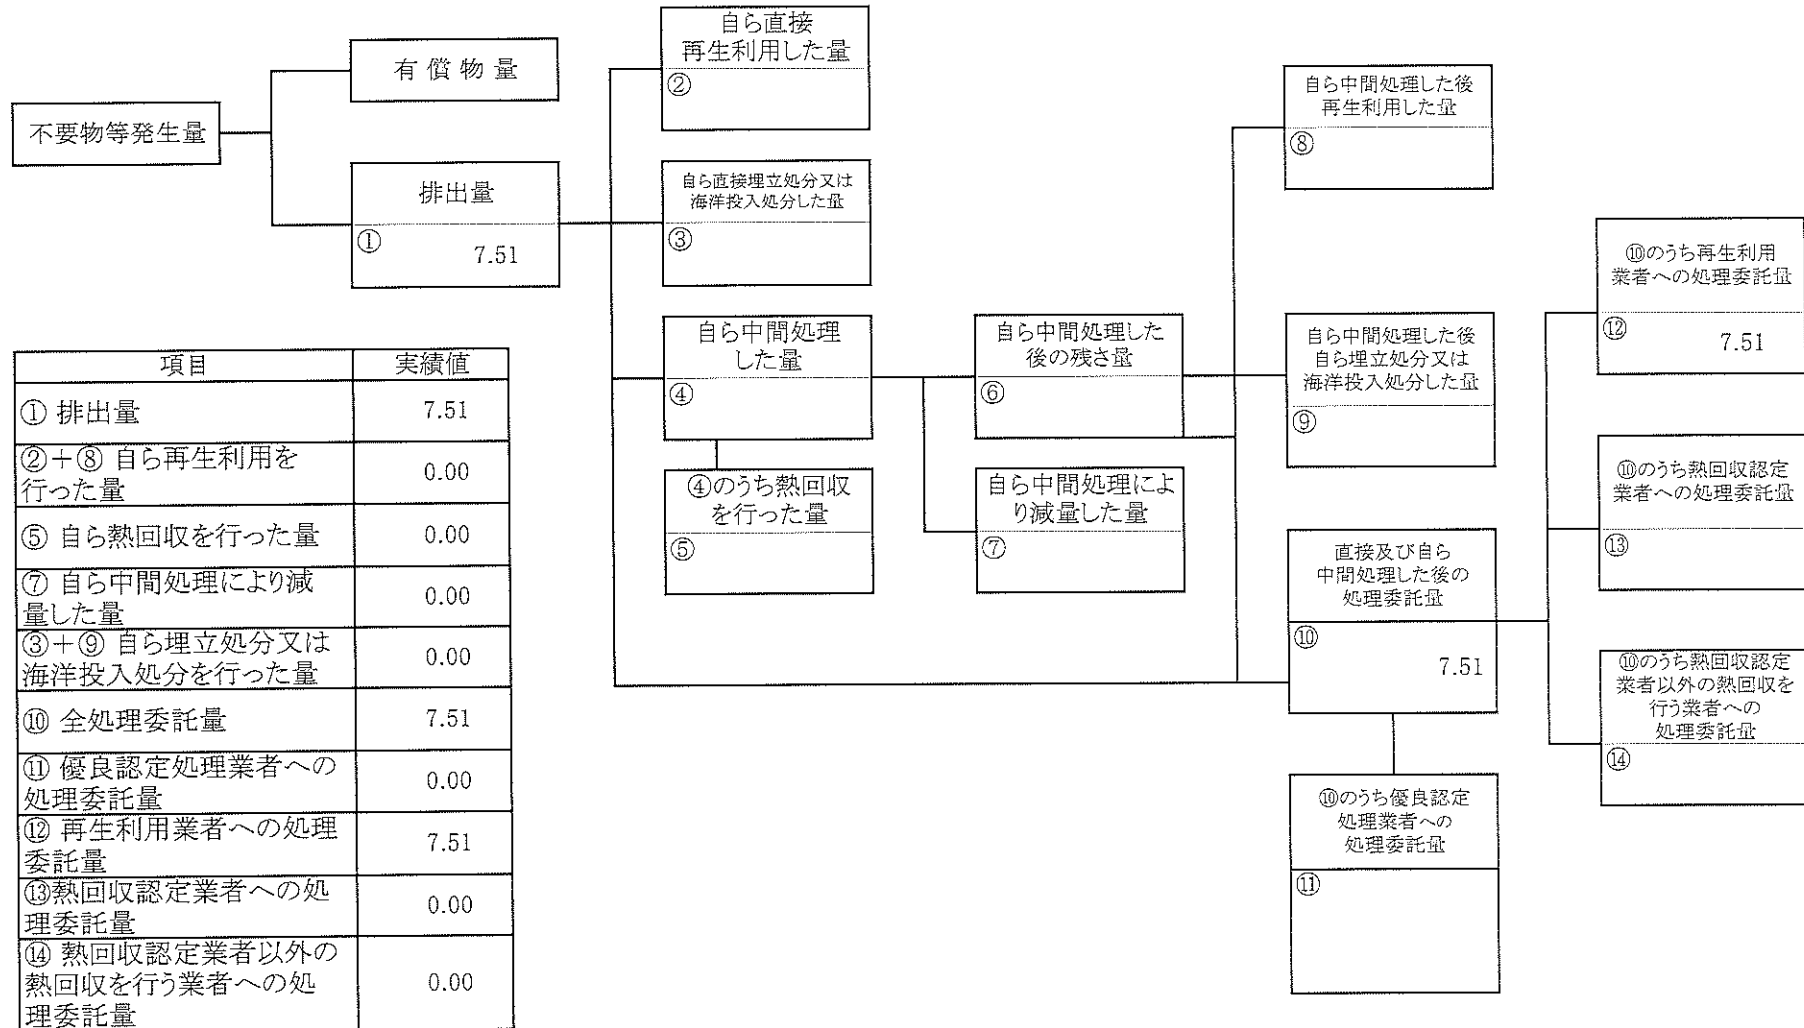 不要物等発生量
有償物量
排出量
①
7.51
自ら直接
再生利用した量
②
自ら直接埋立処分又は
海洋投入処分した量
③
自ら中間処理
した量
④
④のうち熱回収
を行った量
⑤
自ら中間処理した
後の残さ量
⑥
自ら中間処理によ
り減量した量
⑦
自ら中間処理した後
再生利用した量
⑧
自ら中間処理した後
自ら埋立処分又は
海洋投入処分した量
⑨
直接及び自ら
中間処理した後の
処理委託量
⑩
7.51
⑩のうち優良認定
処理業者への
処理委託量
⑪
⑩のうち再生利用
業者への処理委託量
⑫
7.51
⑩のうち熱回収認定
業者への処理委託量
⑬
⑩のうち熱回収認定
業者以外の熱回収を
行う業者への
処理委託量
⑭
項目 実績値
① 排出量 7.51
②+⑧ 自ら再生利用を
行った量 0.00
⑤ 自ら熱回収を行った量 0.00
⑦ 自ら中間処理により減
量した量 0.00
③+⑨ 自ら埋立処分又は
海洋投入処分を行った量 0.00
⑩ 全処理委託量 7.51
⑪ 優良認定処理業者への
処理委託量 0.00
⑫ 再生利用業者への処理
委託量 7.51
⑬熱回収認定業者への処
理委託量 0.00
⑭ 熱回収認定業者以外の
熱回収を行う業者への処
理委託量 0.00